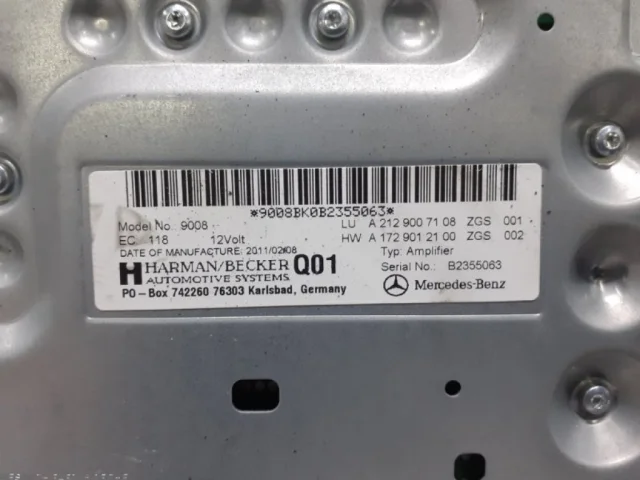 *9008BK0B2355063*
Model No. 9008 LU A 212 900 71 08 ZGS 001
EC 118 12Volt HW A 172 901 21 00 ZGS 002
DATE OF MANUFACTURE: 2011/02/08 Typ: Amplifier
HARMAN/BECKER Q01 Serial No.: B2355063
AUTOMOTIVE SYSTEMS Mercedes-Benz
PO - Box 742260 76303 Karlsbad, Germany